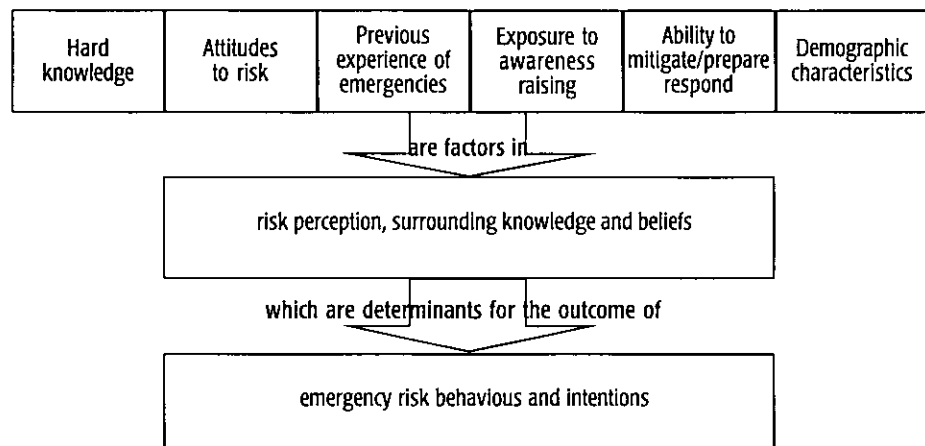 Hard
knowledge
Attitudes
to risk
Previous
experience of
emergencies
Exposure to
awareness
raising
Ability to
mitigate/prepare
respond
Demographic
characteristics
are factors in
risk perception, surrounding knowledge and beliefs
which are determinants for the outcome of
emergency risk behavious and intentions